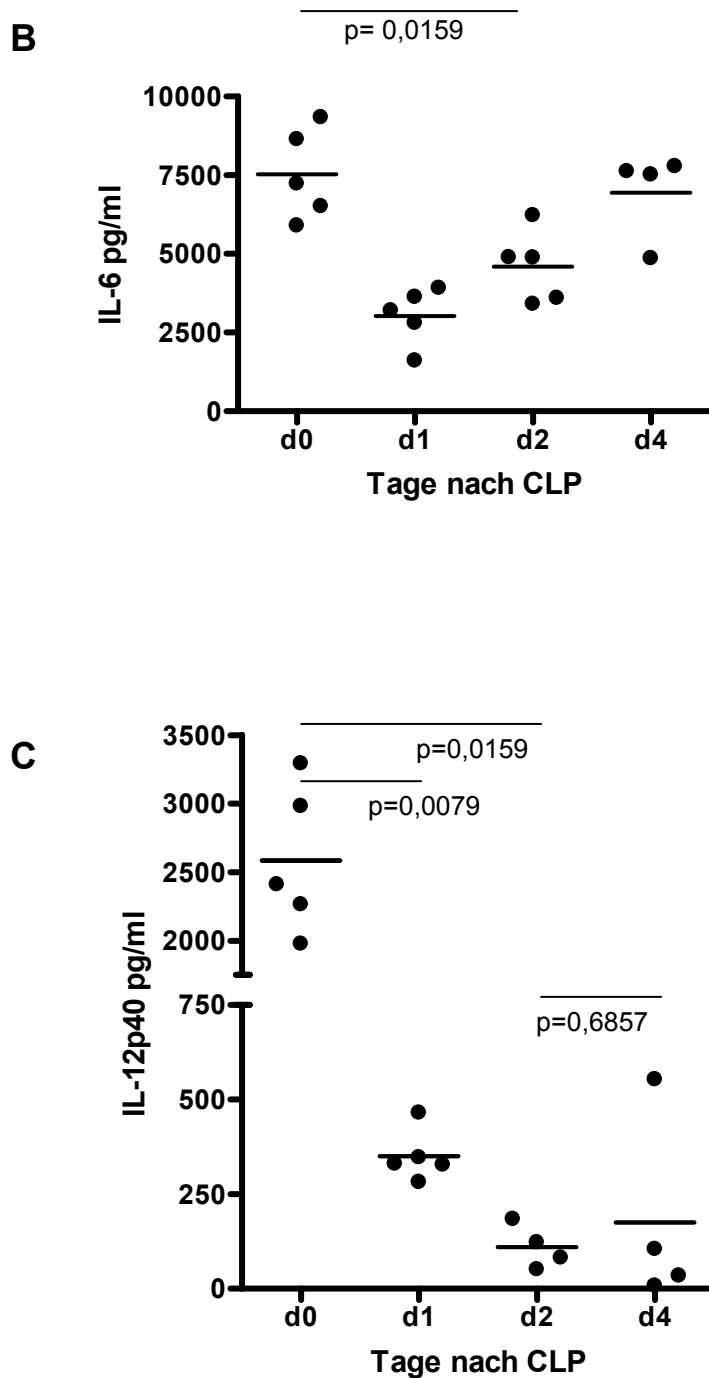 B
p= 0,0159
10000
7500
5000
2500
0
IL-6 pg/ml
d0 d1 d2 d4
Tage nach CLP
C
p=0,0159
p=0,0079
3500
3000
2500
2000
750
500
250
0
IL-12p40 pg/ml
p=0,6857
d0 d1 d2 d4
Tage nach CLP